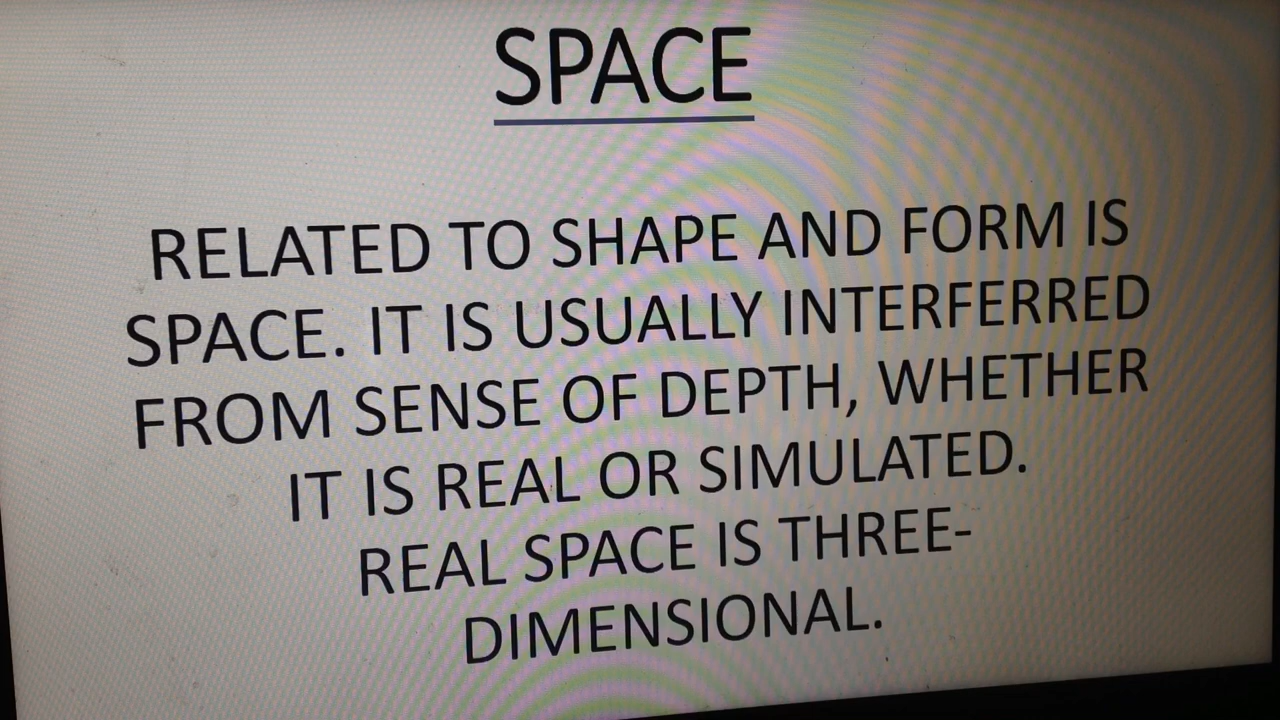 SPACE
RELATED TO SHAPE AND FORM IS
SPACE. IT IS USUALLY INTERFERRED
FROM SENSE OF DEPTH, WHETHER
IT IS REAL OR SIMULATED.
REAL SPACE IS THREE-
DIMENSIONAL.